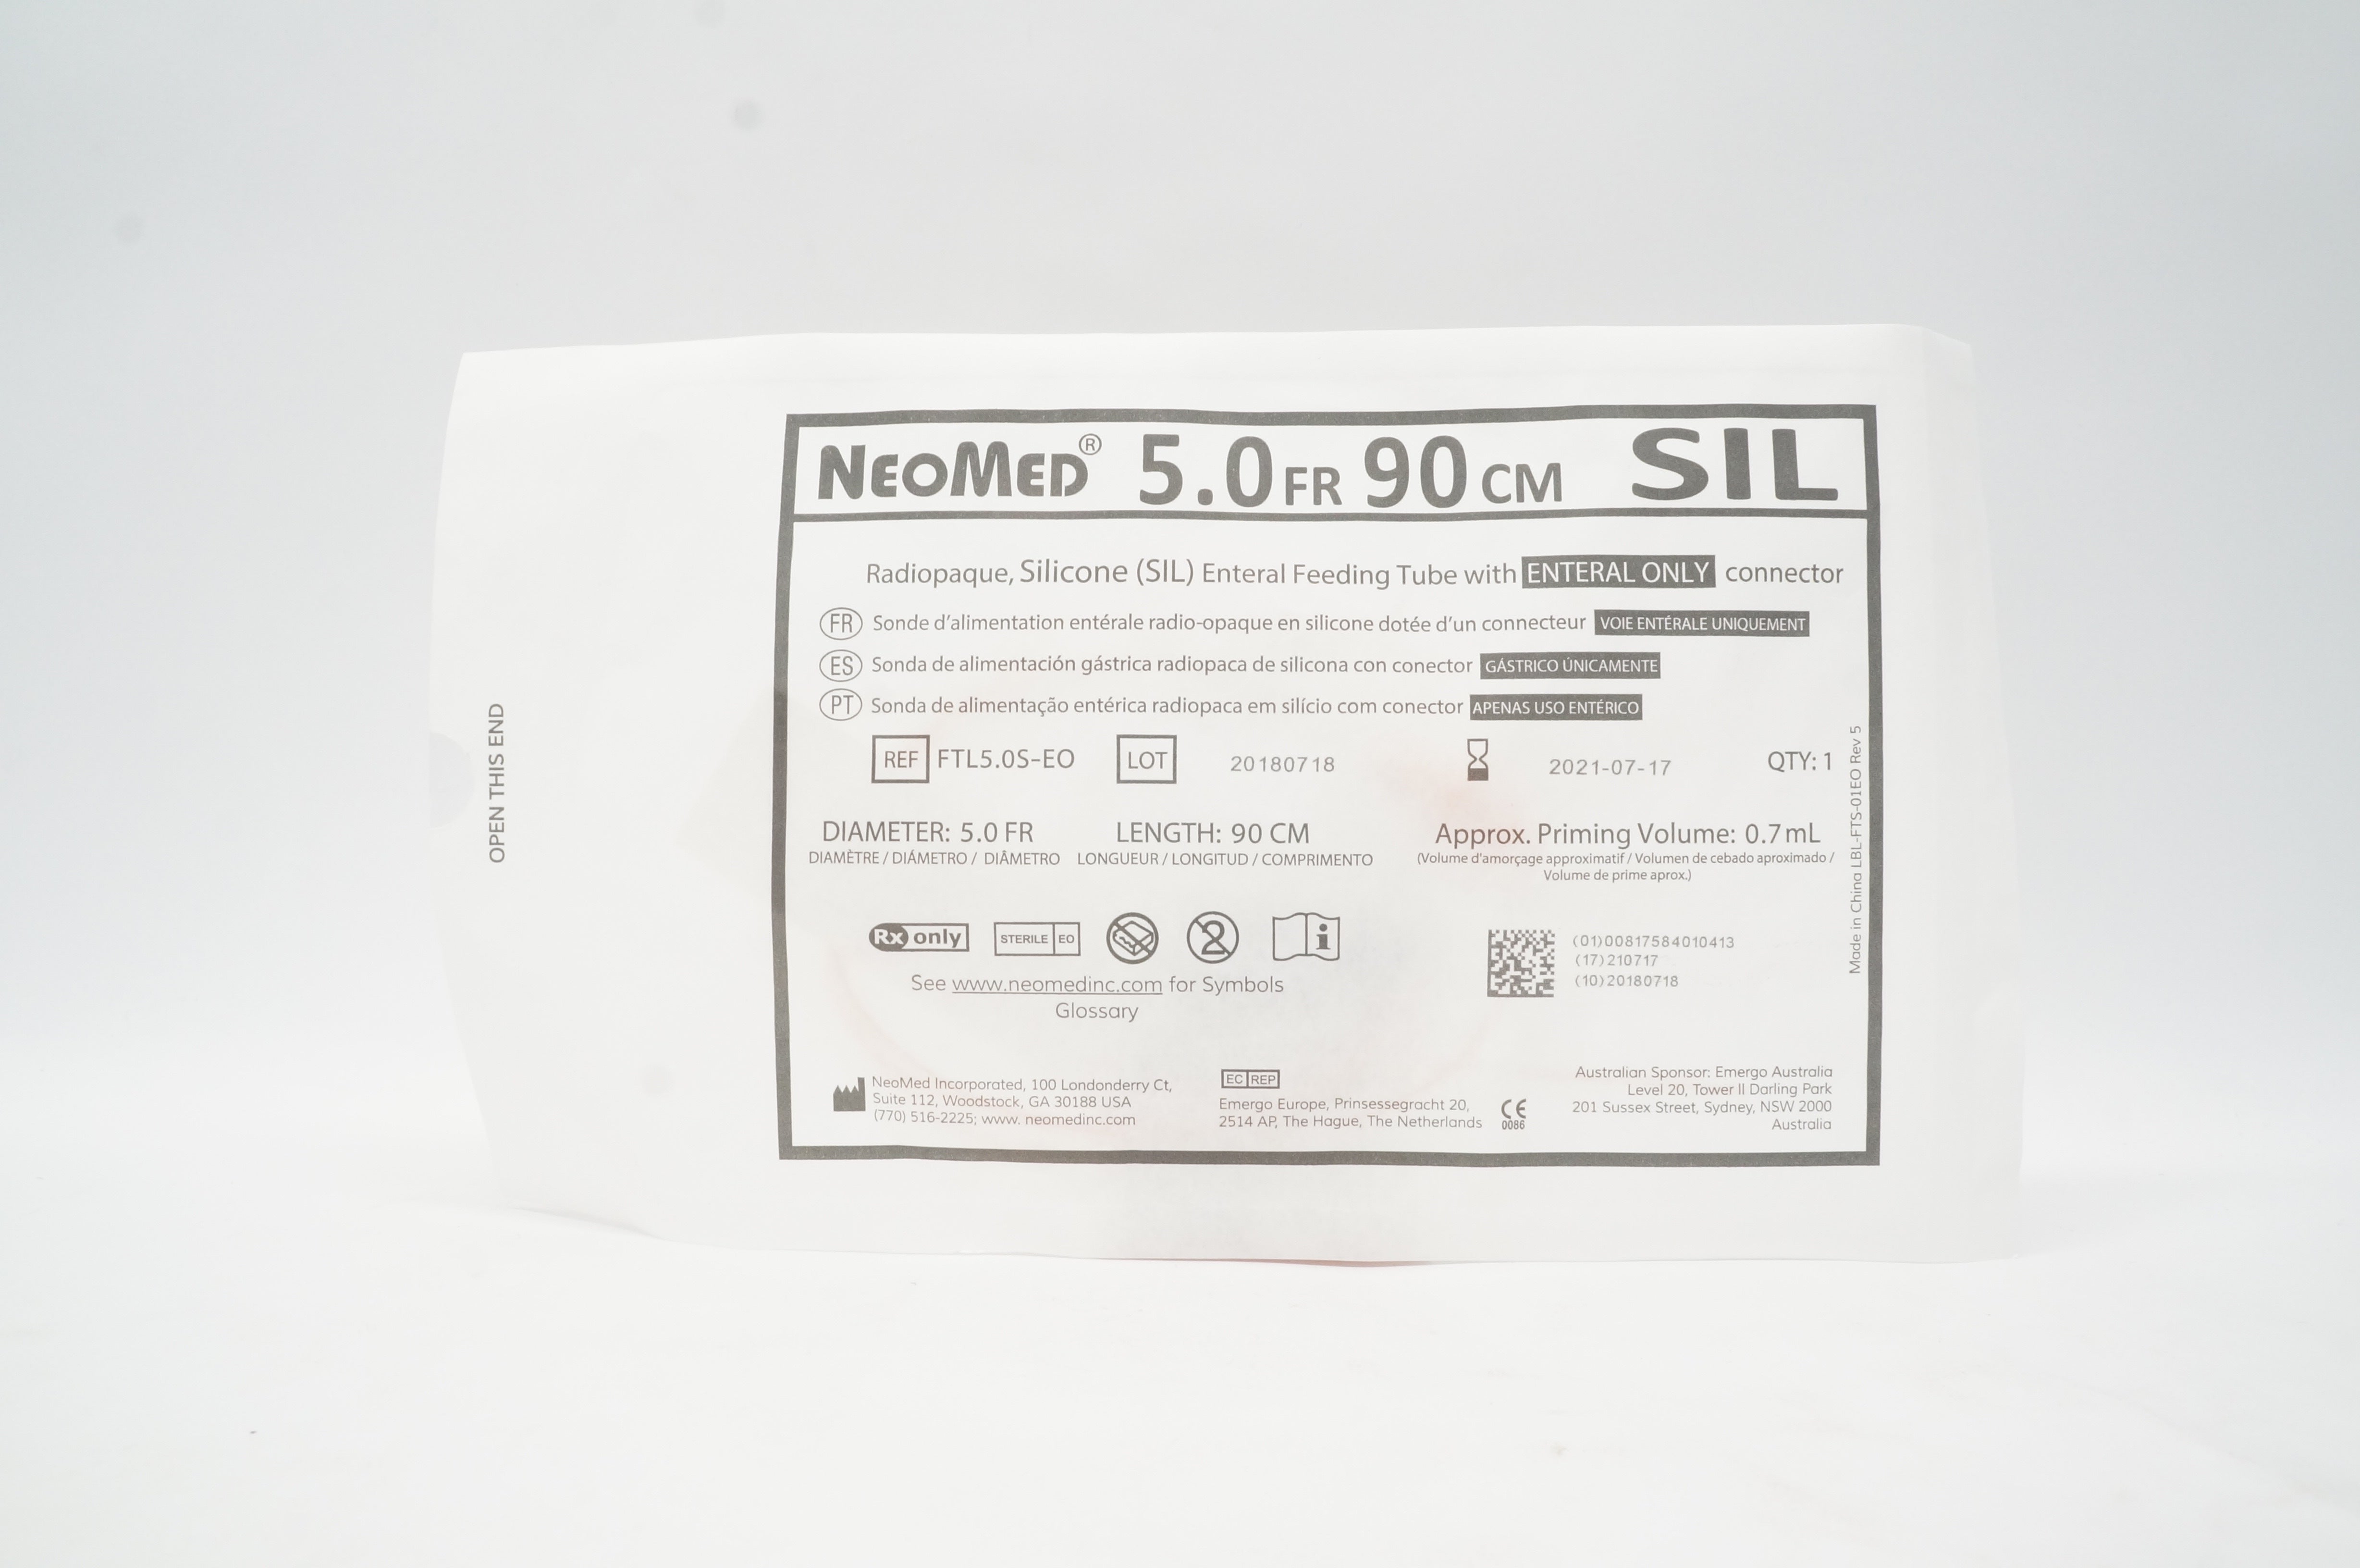 NEOMED® 5.0 FR 90 CM SIL
Radiopaque, Silicone (SIL) Enteral Feeding Tube with ENTERAL ONLY connector
FR Sonde d'alimentation entérale radio-opaque en silicone dotée d'un connecteur VOIE ENTÉRALE UNIQUEMENT
ES Sonda de alimentación gástrica radiopaca de silicona con conector GÁSTRICO ÚNICAMENTE
PT Sonda de alimentação entérica radiopaca em silício com conector APENAS USO ENTÉRICO
REF FTL5.0S-EO LOT 20180718 2021-07-17 QTY: 1
DIAMETER: 5.0 FR LENGTH: 90 CM Approx. Priming Volume: 0.7 mL
DIAMÈTRE / DIÁMETRO / DIÂMETRO LONGUEUR / LONGITUD / COMPRIMENTO (Volume d'amorçage approximatif / Volumen de cebado aproximado /
Volume de prime aprox.)
Rx only STERILE EO 2 i
See www.neomedinc.com for Symbols
Glossary
(01)00817584010413
(17)210717
(10)20180718
NeoMed Incorporated, 100 Londonderry Ct,
Suite 112, Woodstock, GA 30188 USA
(770) 516-2225; www. neomedinc.com
EC REP
Emergo Europe, Prinsessegracht 20,
2514 AP, The Hague, The Netherlands
CE
0086
Australian Sponsor: Emergo Australia
Level 20, Tower II Darling Park
201 Sussex Street, Sydney, NSW 2000
Australia
Made in China LBL-FTS-01EO Rev 5
OPEN THIS END